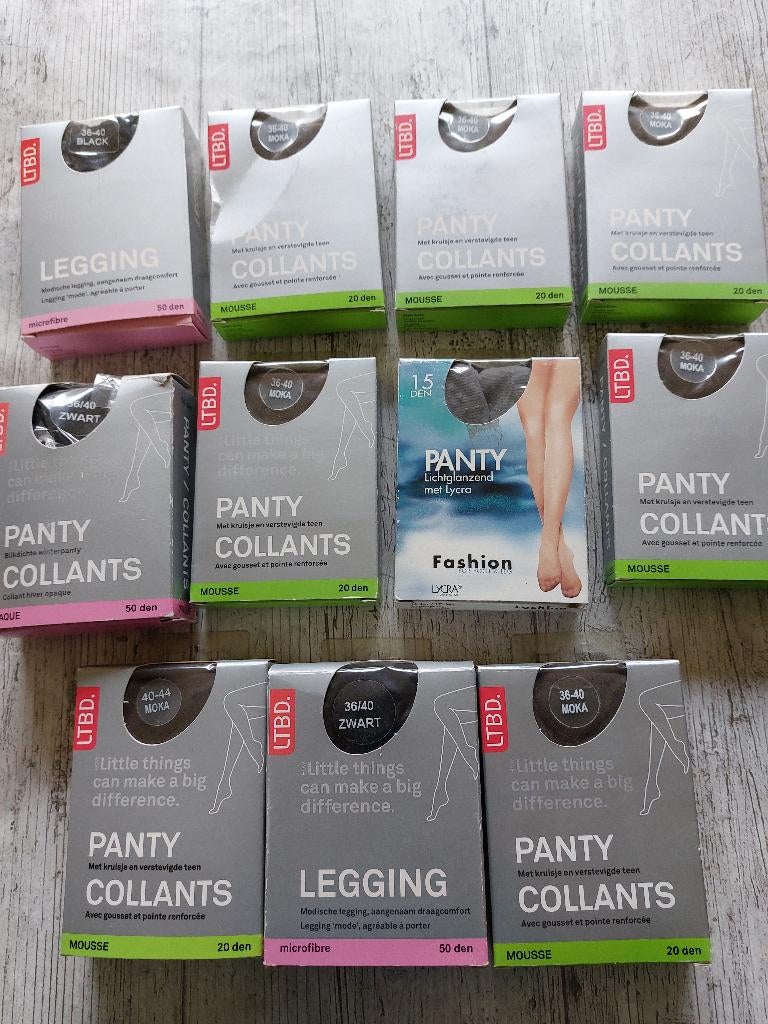 LTBD.
36-40
BLACK
LEGGING
Modische legging, aangenaam draagcomfort
Legging 'mode', agréable à porter
microfibre 50 den
LTBD.
36-40
MOKA
PANTY
Met kruisje en verstevigde teen
COLLANTS
Avec gousset et pointe renforcée
MOUSSE 20 den
LTBD.
36-40
MOKA
PANTY
Met kruisje en verstevigde teen
COLLANTS
Avec gousset et pointe renforcée
MOUSSE 20 den
LTBD.
36-40
MOKA
PANTY
Met kruisje en verstevigde teen
COLLANTS
Avec gousset et pointe renforcée
MOUSSE 20 den
LTBD.
36/40
ZWART
Little things
can make a big
difference.
PANTY
Blikdichte winterpanty
COLLANTS
Collant hiver opaque
AQUE 50 den
PANTY / COLLANTS
LTBD.
36-40
MOKA
Little things
can make a big
difference.
PANTY
Met kruisje en verstevigde teen
COLLANTS
Avec gousset et pointe renforcée
MOUSSE 20 den
15
DEN
PANTY
Lichtglanzend
met Lycra
Fashion
LYCRA
LTBD.
36-40
MOKA
PANTY
Met kruisje en verstevigde teen
COLLANTS
Avec gousset et pointe renforcée
MOUSSE
LTBD.
40-44
MOKA
Little things
can make a big
difference.
PANTY
Met kruisje en verstevigde teen
COLLANTS
Avec gousset et pointe renforcée
MOUSSE 20 den
LTBD.
36/40
ZWART
Little things
can make a big
difference.
LEGGING
Modische legging, aangenaam draagcomfort
Legging 'mode', agréable à porter
microfibre 50 den
LTBD.
36-40
MOKA
Little things
can make a big
difference.
PANTY
Met kruisje en verstevigde teen
COLLANTS
Avec gousset et pointe renforcée
MOUSSE 20 den